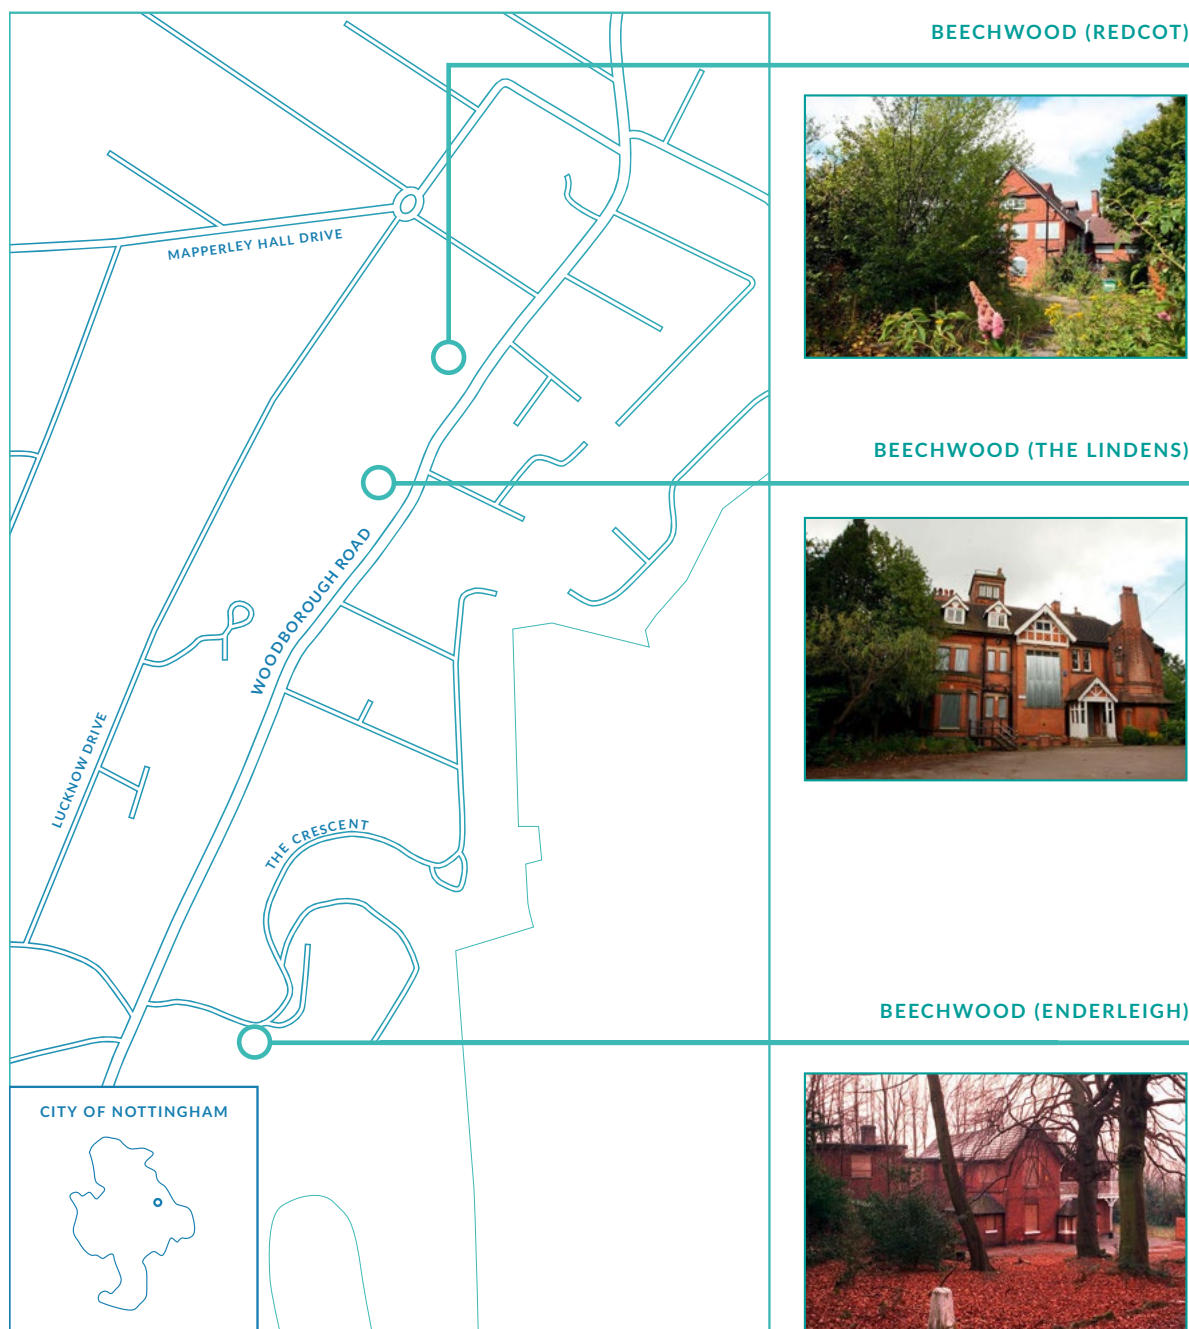 BEECHWOOD (REDCOT)
MAPPERLEY HALL DRIVE
BEECHWOOD (THE LINDENS)
WOODBOROUGH ROAD
LUCKNOW DRIVE
THE CRESCENT
BEECHWOOD (ENDERLEIGH)
CITY OF NOTTINGHAM